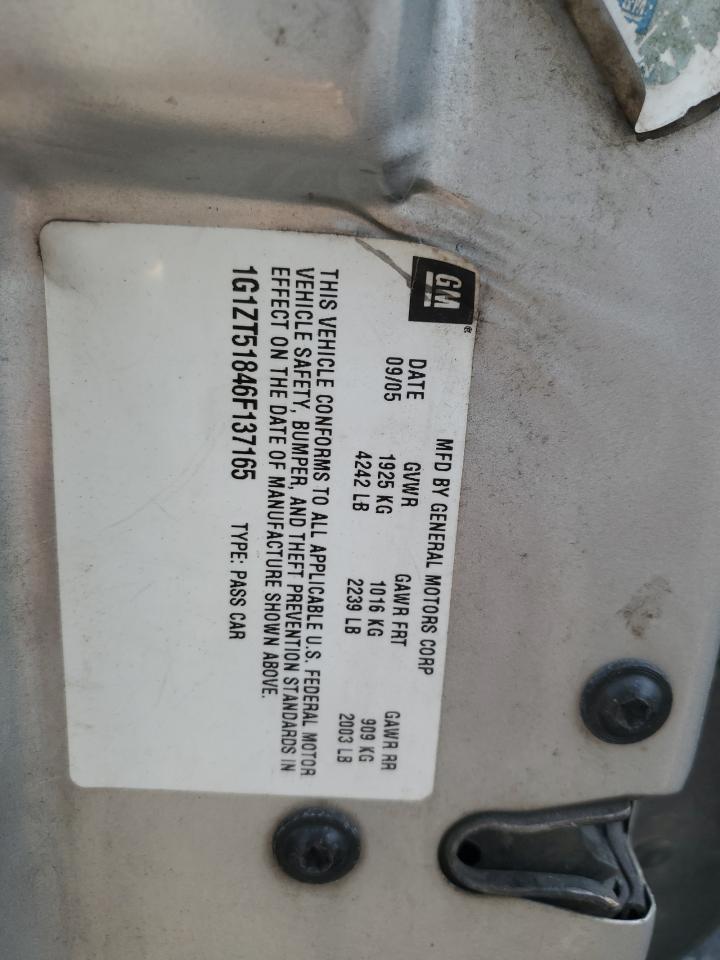 GM
®
MFD BY GENERAL MOTORS CORP
DATE GVWR GAWR FRT GAWR RR
09/05 1925 KG 1016 KG 909 KG
4242 LB 2239 LB 2003 LB
THIS VEHICLE CONFORMS TO ALL APPLICABLE U.S. FEDERAL MOTOR
VEHICLE SAFETY, BUMPER, AND THEFT PREVENTION STANDARDS IN
EFFECT ON THE DATE OF MANUFACTURE SHOWN ABOVE.
1G1ZT51846F137165 TYPE: PASS CAR